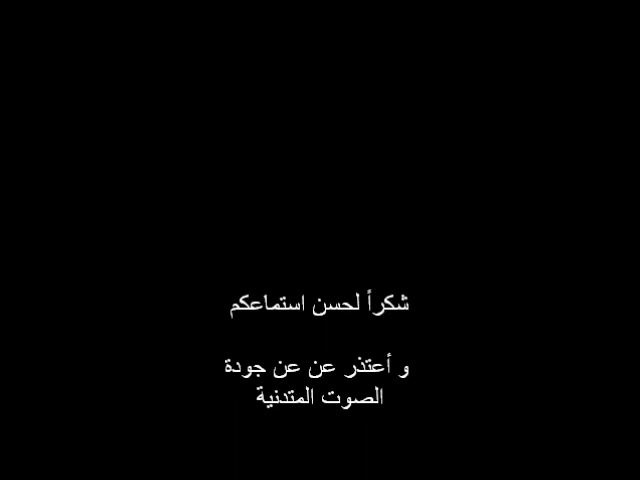 شكراً لحسن استماعكم
و أعتذر عن عن جودة
الصوت المتدنية